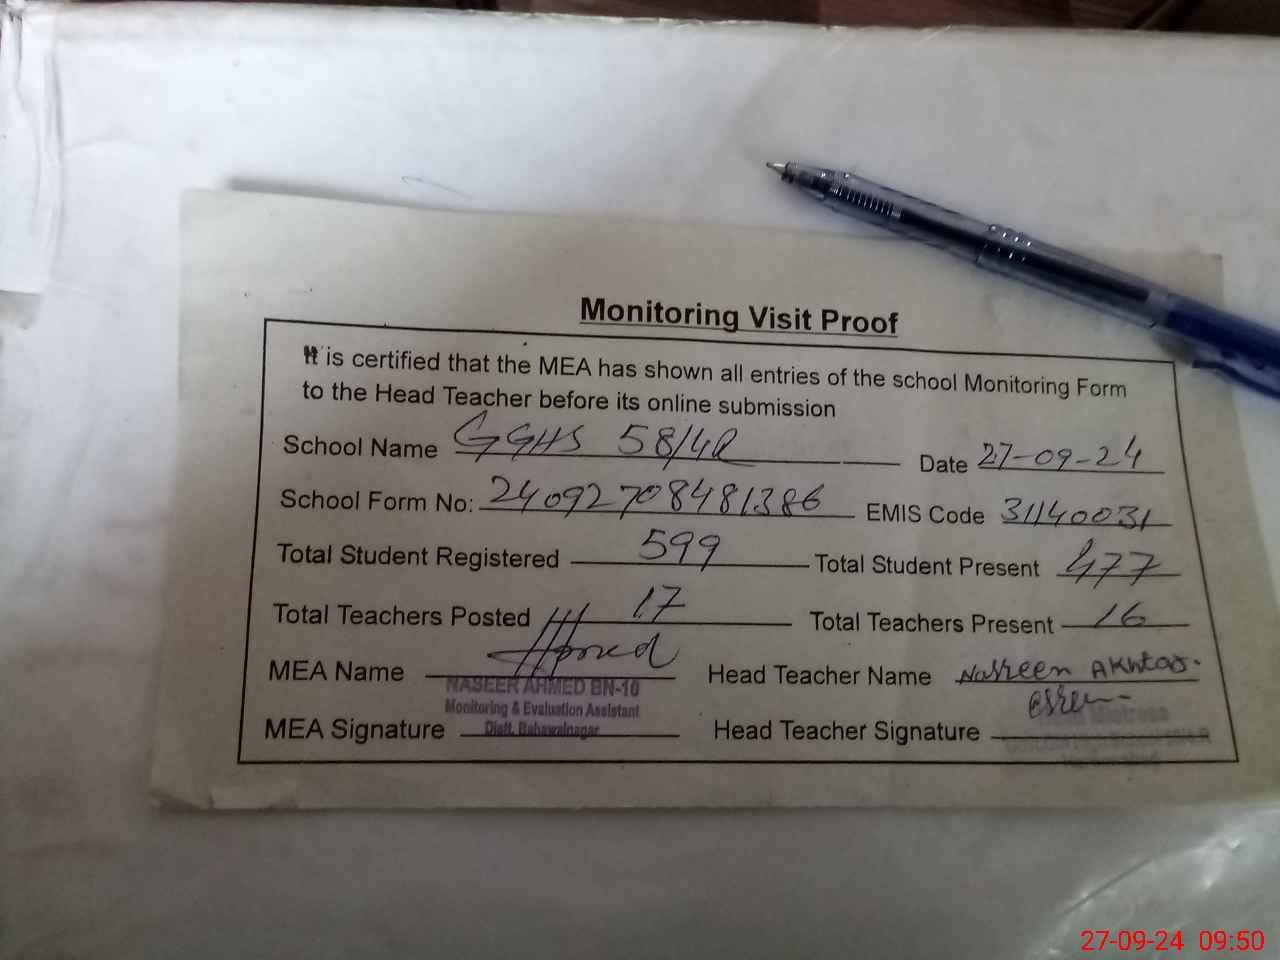 Monitoring Visit Proof
It is certified that the MEA has shown all entries of the school Monitoring Form
to the Head Teacher before its online submission
School Name GGHS 58/4R Date 27-09-24
School Form No: 24092708481386 EMIS Code 31140031
Total Student Registered 599 Total Student Present 477
Total Teachers Posted 17 Total Teachers Present 16
MEA Name Head Teacher Name Nasreen Akhtar.
NASEER AHMED BN-10
Monitoring & Evaluation Assistant
MEA Signature Distt. Bahawalnagar Head Teacher Signature
Mistress
27-09-24 09:50